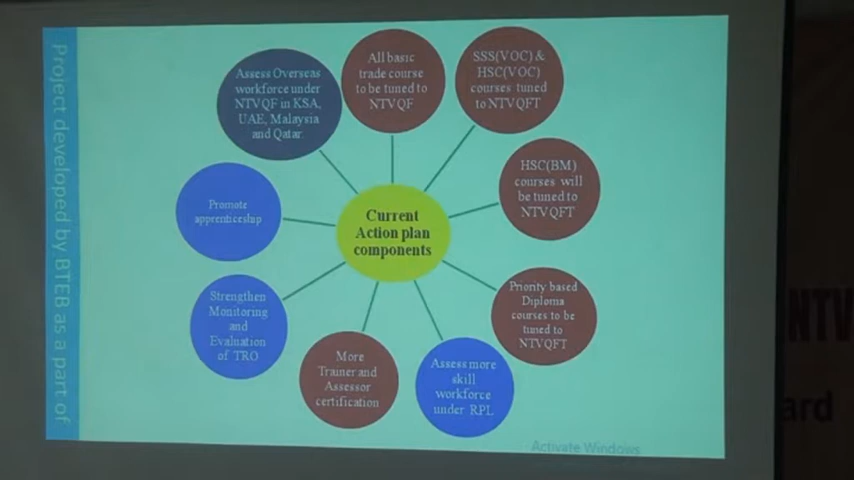 Project developed by BTEB as a part of
Assess Overseas
workforce under
NTVQF in KSA,
UAE, Malaysia
and Qatar.
All basic
trade course
to be tuned to
NTVQF
SSS(VOC) &
HSC(VOC)
courses tuned
to NTVQFT
HSC(BM)
courses will
be tuned to
NTVQFT
Priority based
Diploma
courses to be
tuned to
NTVQFT
Assess more
skill
workforce
under RPL
More
Trainer and
Assessor
certification
Strengthen
Monitoring
and
Evaluation
of TRO
Promote
apprenticeship
Current
Action plan
components
Activate Windows
NTV
ard